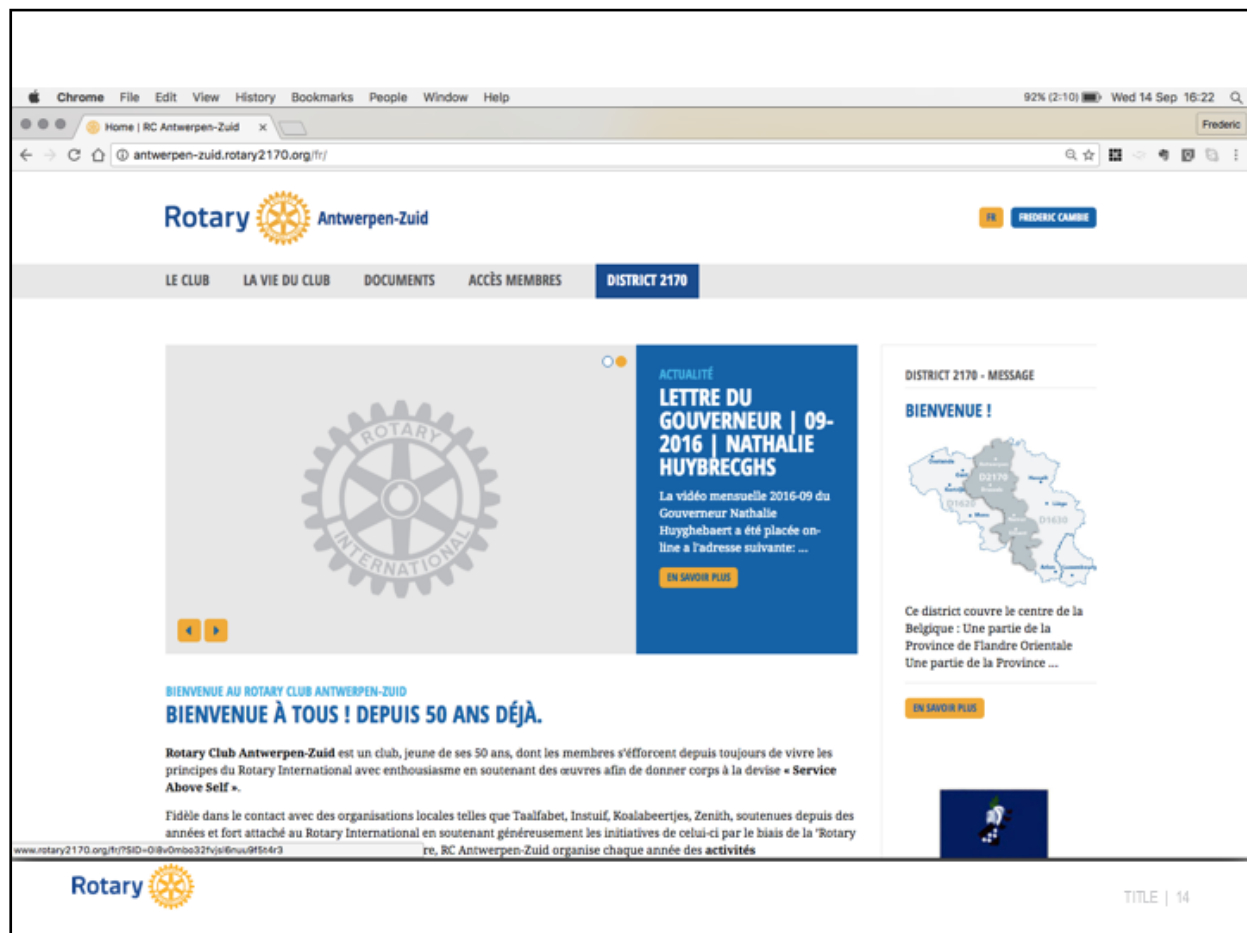 Chrome File Edit View History Bookmarks People Window Help
92% (2:10) Wed 14 Sep 16:22
Home | RC Antwerpen-Zuid
Frederic
antwerpen-zuid.rotary2170.org/fr/
Rotary Antwerpen-Zuid
FR FREDERIC CAMBIE
LE CLUB LA VIE DU CLUB DOCUMENTS ACCÈS MEMBRES DISTRICT 2170
ROTARY
INTERNATIONAL
ACTUALITÉ
LETTRE DU
GOUVERNEUR | 09-
2016 | NATHALIE
HUYBRECGHS
La vidéo mensuelle 2016-09 du
Gouverneur Nathalie
Huyghebaert a été placée on-
line a l'adresse suivante: ...
EN SAVOIR PLUS
DISTRICT 2170 - MESSAGE
BIENVENUE !
D2170
D1620
D1630
Liège
Mons
Ce district couvre le centre de la
Belgique : Une partie de la
Province de Flandre Orientale
Une partie de la Province ...
EN SAVOIR PLUS
BIENVENUE AU ROTARY CLUB ANTWERPEN-ZUID
BIENVENUE À TOUS ! DEPUIS 50 ANS DÉJÀ.
Rotary Club Antwerpen-Zuid est un club, jeune de ses 50 ans, dont les membres s'éfforcent depuis toujours de vivre les
principes du Rotary International avec enthousiasme en soutenant des œuvres afin de donner corps à la devise « Service
Above Self ».
Fidèle dans le contact avec des organisations locales telles que Taalfabet, Instuif, Koalabeertjes, Zenith, soutenues depuis des
années et fort attaché au Rotary International en soutenant généreusement les initiatives de celui-ci par le biais de la "Rotary
re, RC Antwerpen-Zuid organise chaque année des activités
Rotary
TITLE | 14